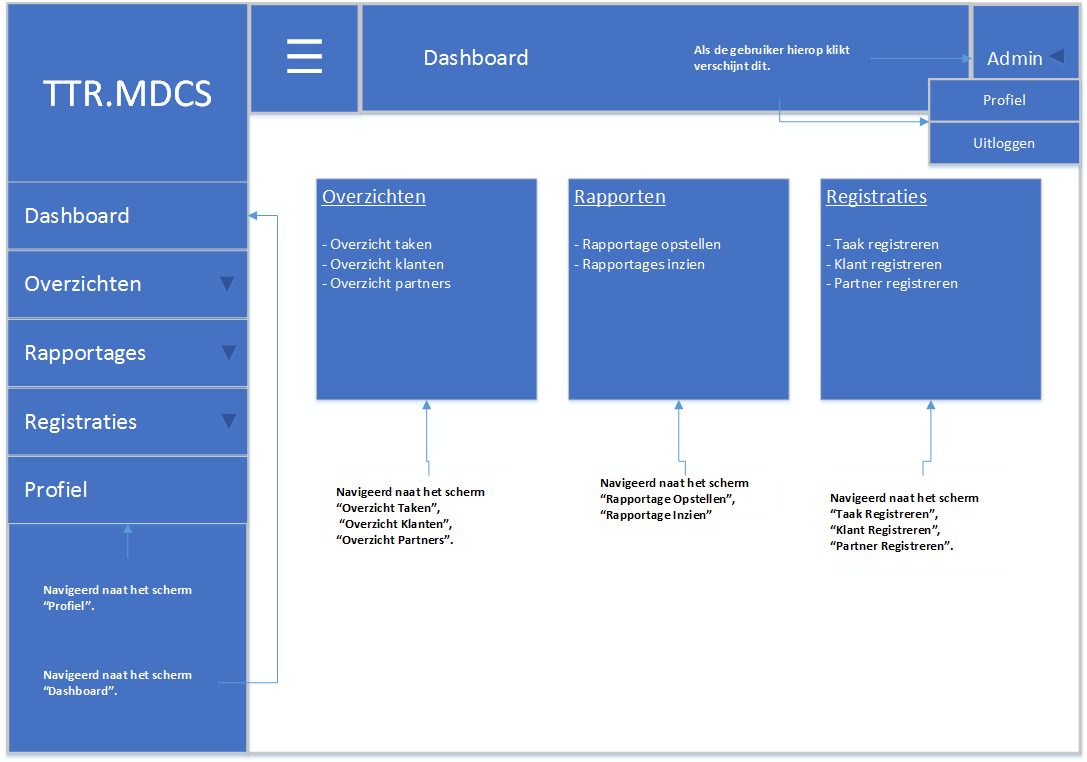 TTR.MDCS
Dashboard
Als de gebruiker hierop klikt
verschijnt dit.
Admin
Profiel
Uitloggen
Dashboard
Overzichten
Rapportages
Registraties
Profiel
Navigeerd naat het scherm
“Profiel”.
Navigeerd naat het scherm
“Dashboard”.
Overzichten
- Overzicht taken
- Overzicht klanten
- Overzicht partners
Navigeerd naat het scherm
“Overzicht Taken”,
“Overzicht Klanten”,
“Overzicht Partners”.
Rapporten
- Rapportage opstellen
- Rapportages inzien
Navigeerd naat het scherm
“Rapportage Opstellen”,
“Rapportage Inzien”
Registraties
- Taak registreren
- Klant registreren
- Partner registreren
Navigeerd naat het scherm
“Taak Registreren”,
“Klant Registreren”,
“Partner Registreren”.